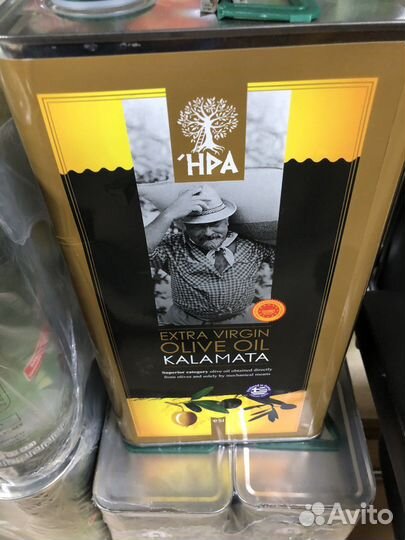 'HPA
EXTRA VIRGIN
OLIVE OIL
KALAMATA
Superior category olive oil obtained directly
from olives and solely by mechanical means
Avito